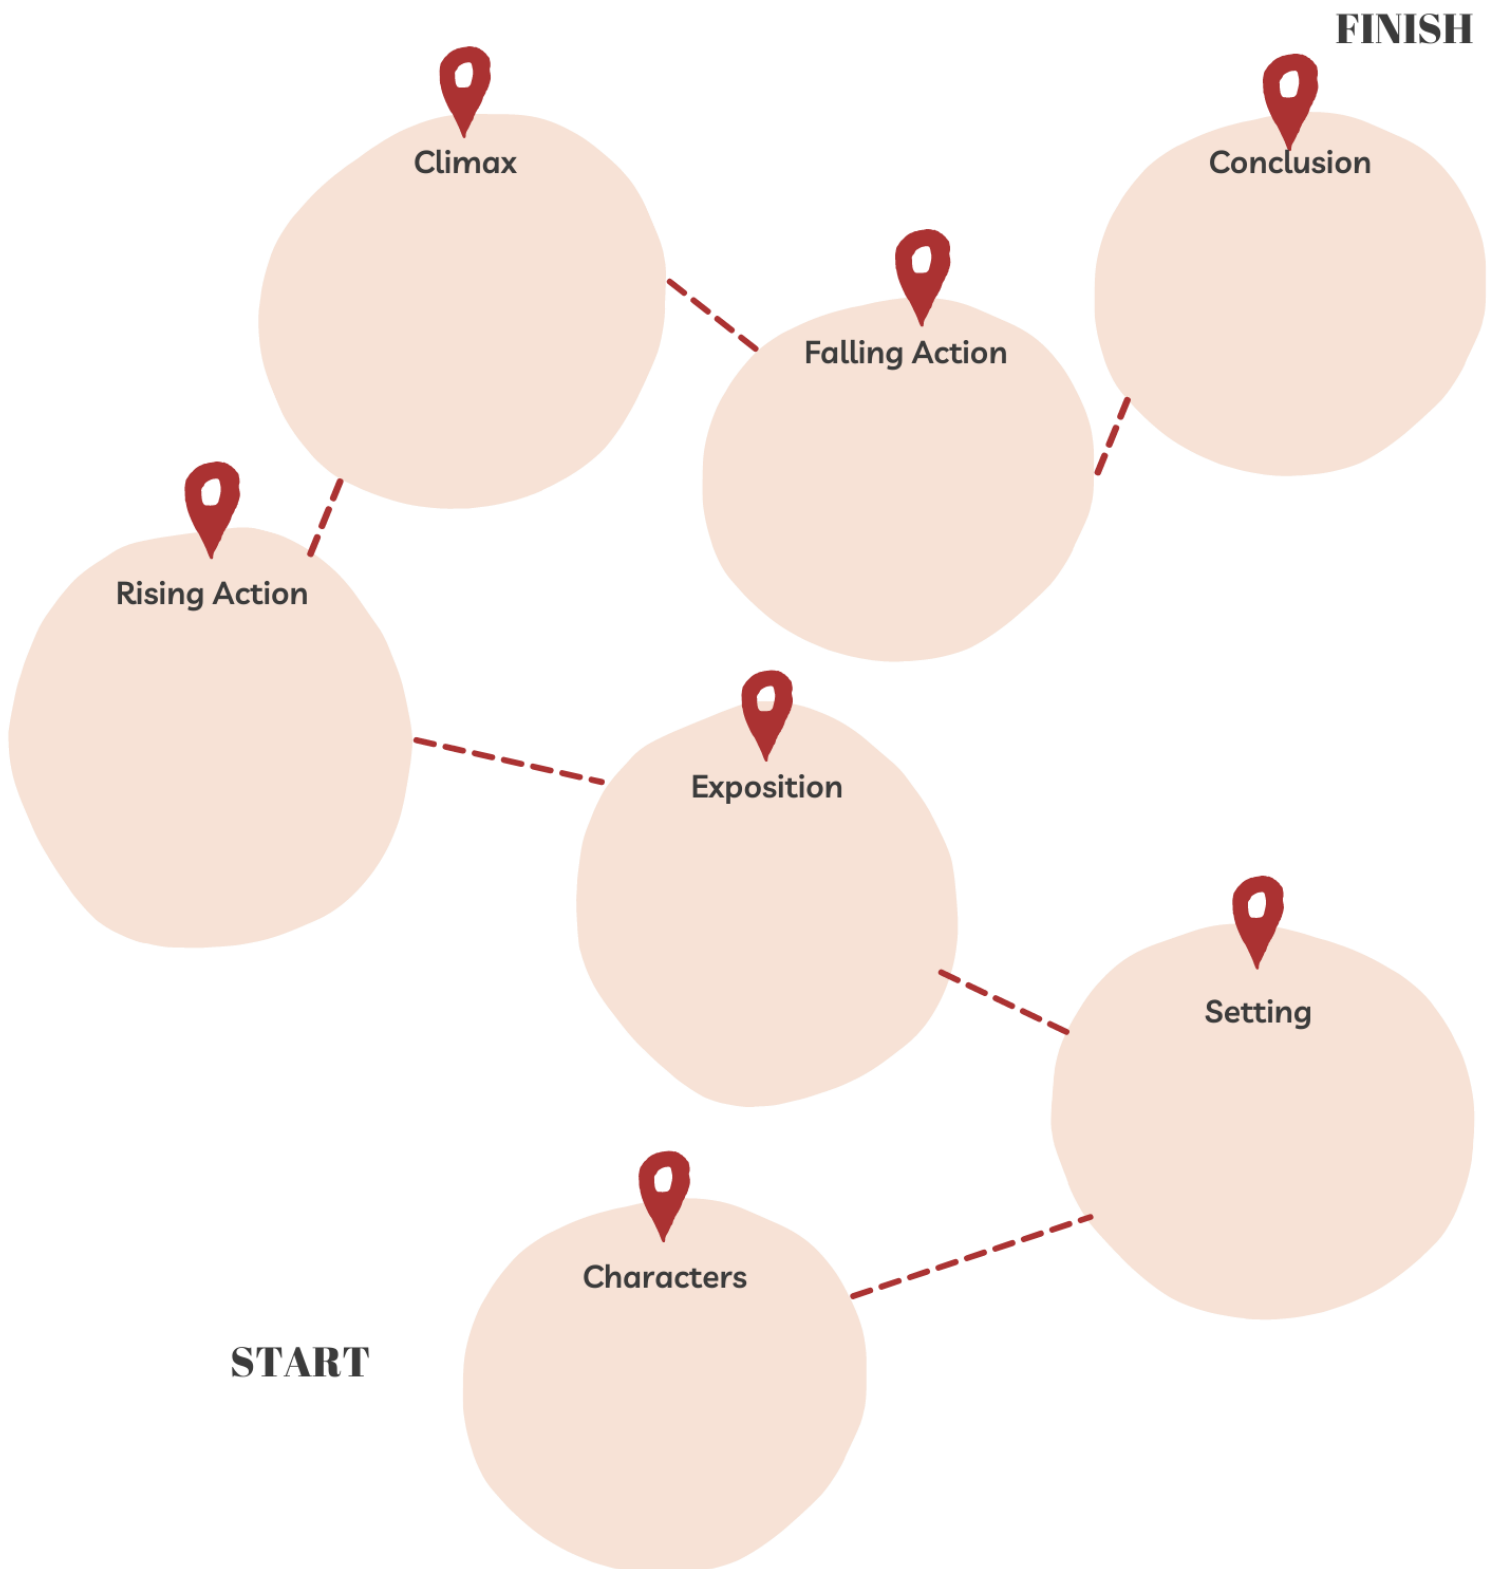 FINISH
Climax
Conclusion
Falling Action
Rising Action
Exposition
Setting
Characters
START